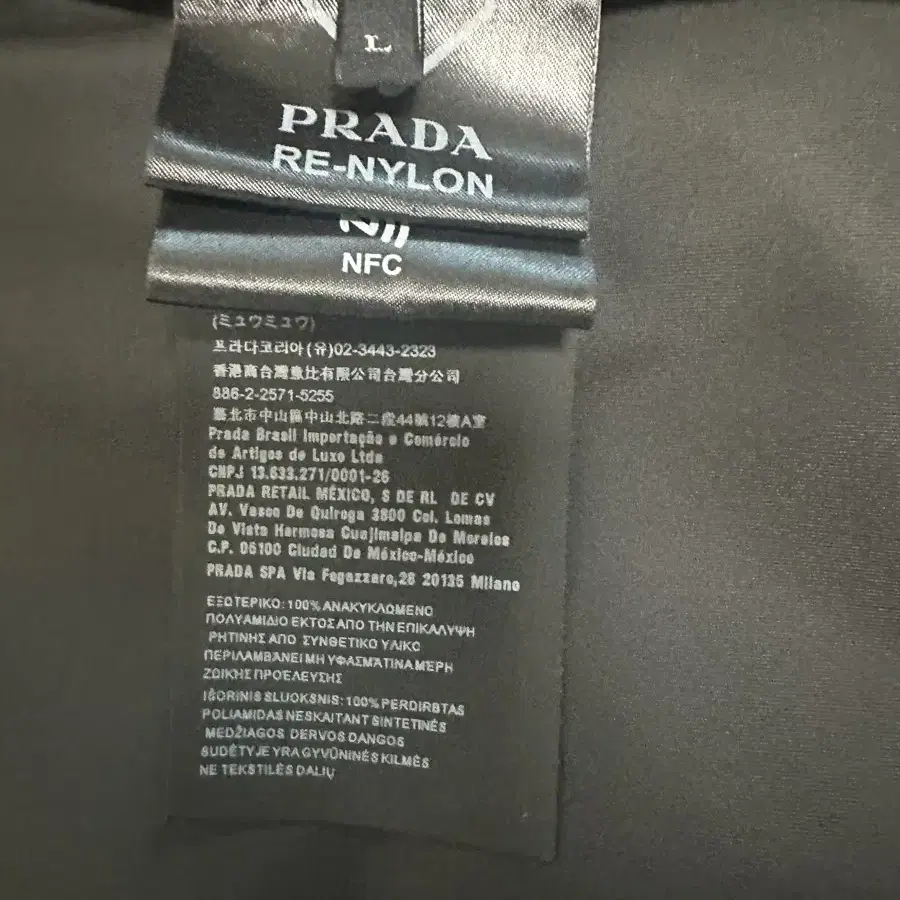 L
PRADA
RE-NYLON
NFC
(ミュウミュウ)
프라다코리아(유)02-3443-2323
香港商台灣意比有限公司台灣分公司
886-2-2571-5255
臺北市中山區中山北路二段44號12樓A室
Prada Brasil Importação e Comércio
de Artigos de Luxo Ltda
CNPJ 13.633.271/0001-26
PRADA RETAIL MÉXICO, S DE RL DE CV
AV. Vasco De Quiroga 3800 Col. Lomas
De Vista Hermosa Cuajimalpa De Morelos
C.P. 05100 Ciudad De México-México
PRADA SPA Via Fogazzaro,28 20135 Milano
ΕΞΩΤΕΡΙΚΟ: 100% ΑΝΑΚΥΚΛΩΜΕΝΟ
ΠΟΛΥΑΜΙΔΙΟ ΕΚΤΟΣ ΑΠΟ ΤΗΝ ΕΠΙΚΑΛΥΨΗ
ΡΗΤΙΝΗΣ ΑΠΟ ΣΥΝΘΕΤΙΚΟ ΥΛΙΚΟ
ΠΕΡΙΛΑΜΒΑΝΕΙ ΜΗ ΥΦΑΣΜΑΤΙΝΑ ΜΕΡΗ
ΖΩΙΚΗΣ ΠΡΟΕΛΕΥΣΗΣ
IŠORINIS SLUOKSNIS: 100% PERDIRBTAS
POLIAMIDAS NESKAITANT SINTETINĖS
MEDŽIAGOS DERVOS DANGOS
SUDĖTYJE YRA GYVŪNINĖS KILMĖS
NE TEKSTILĖS DALIŲ